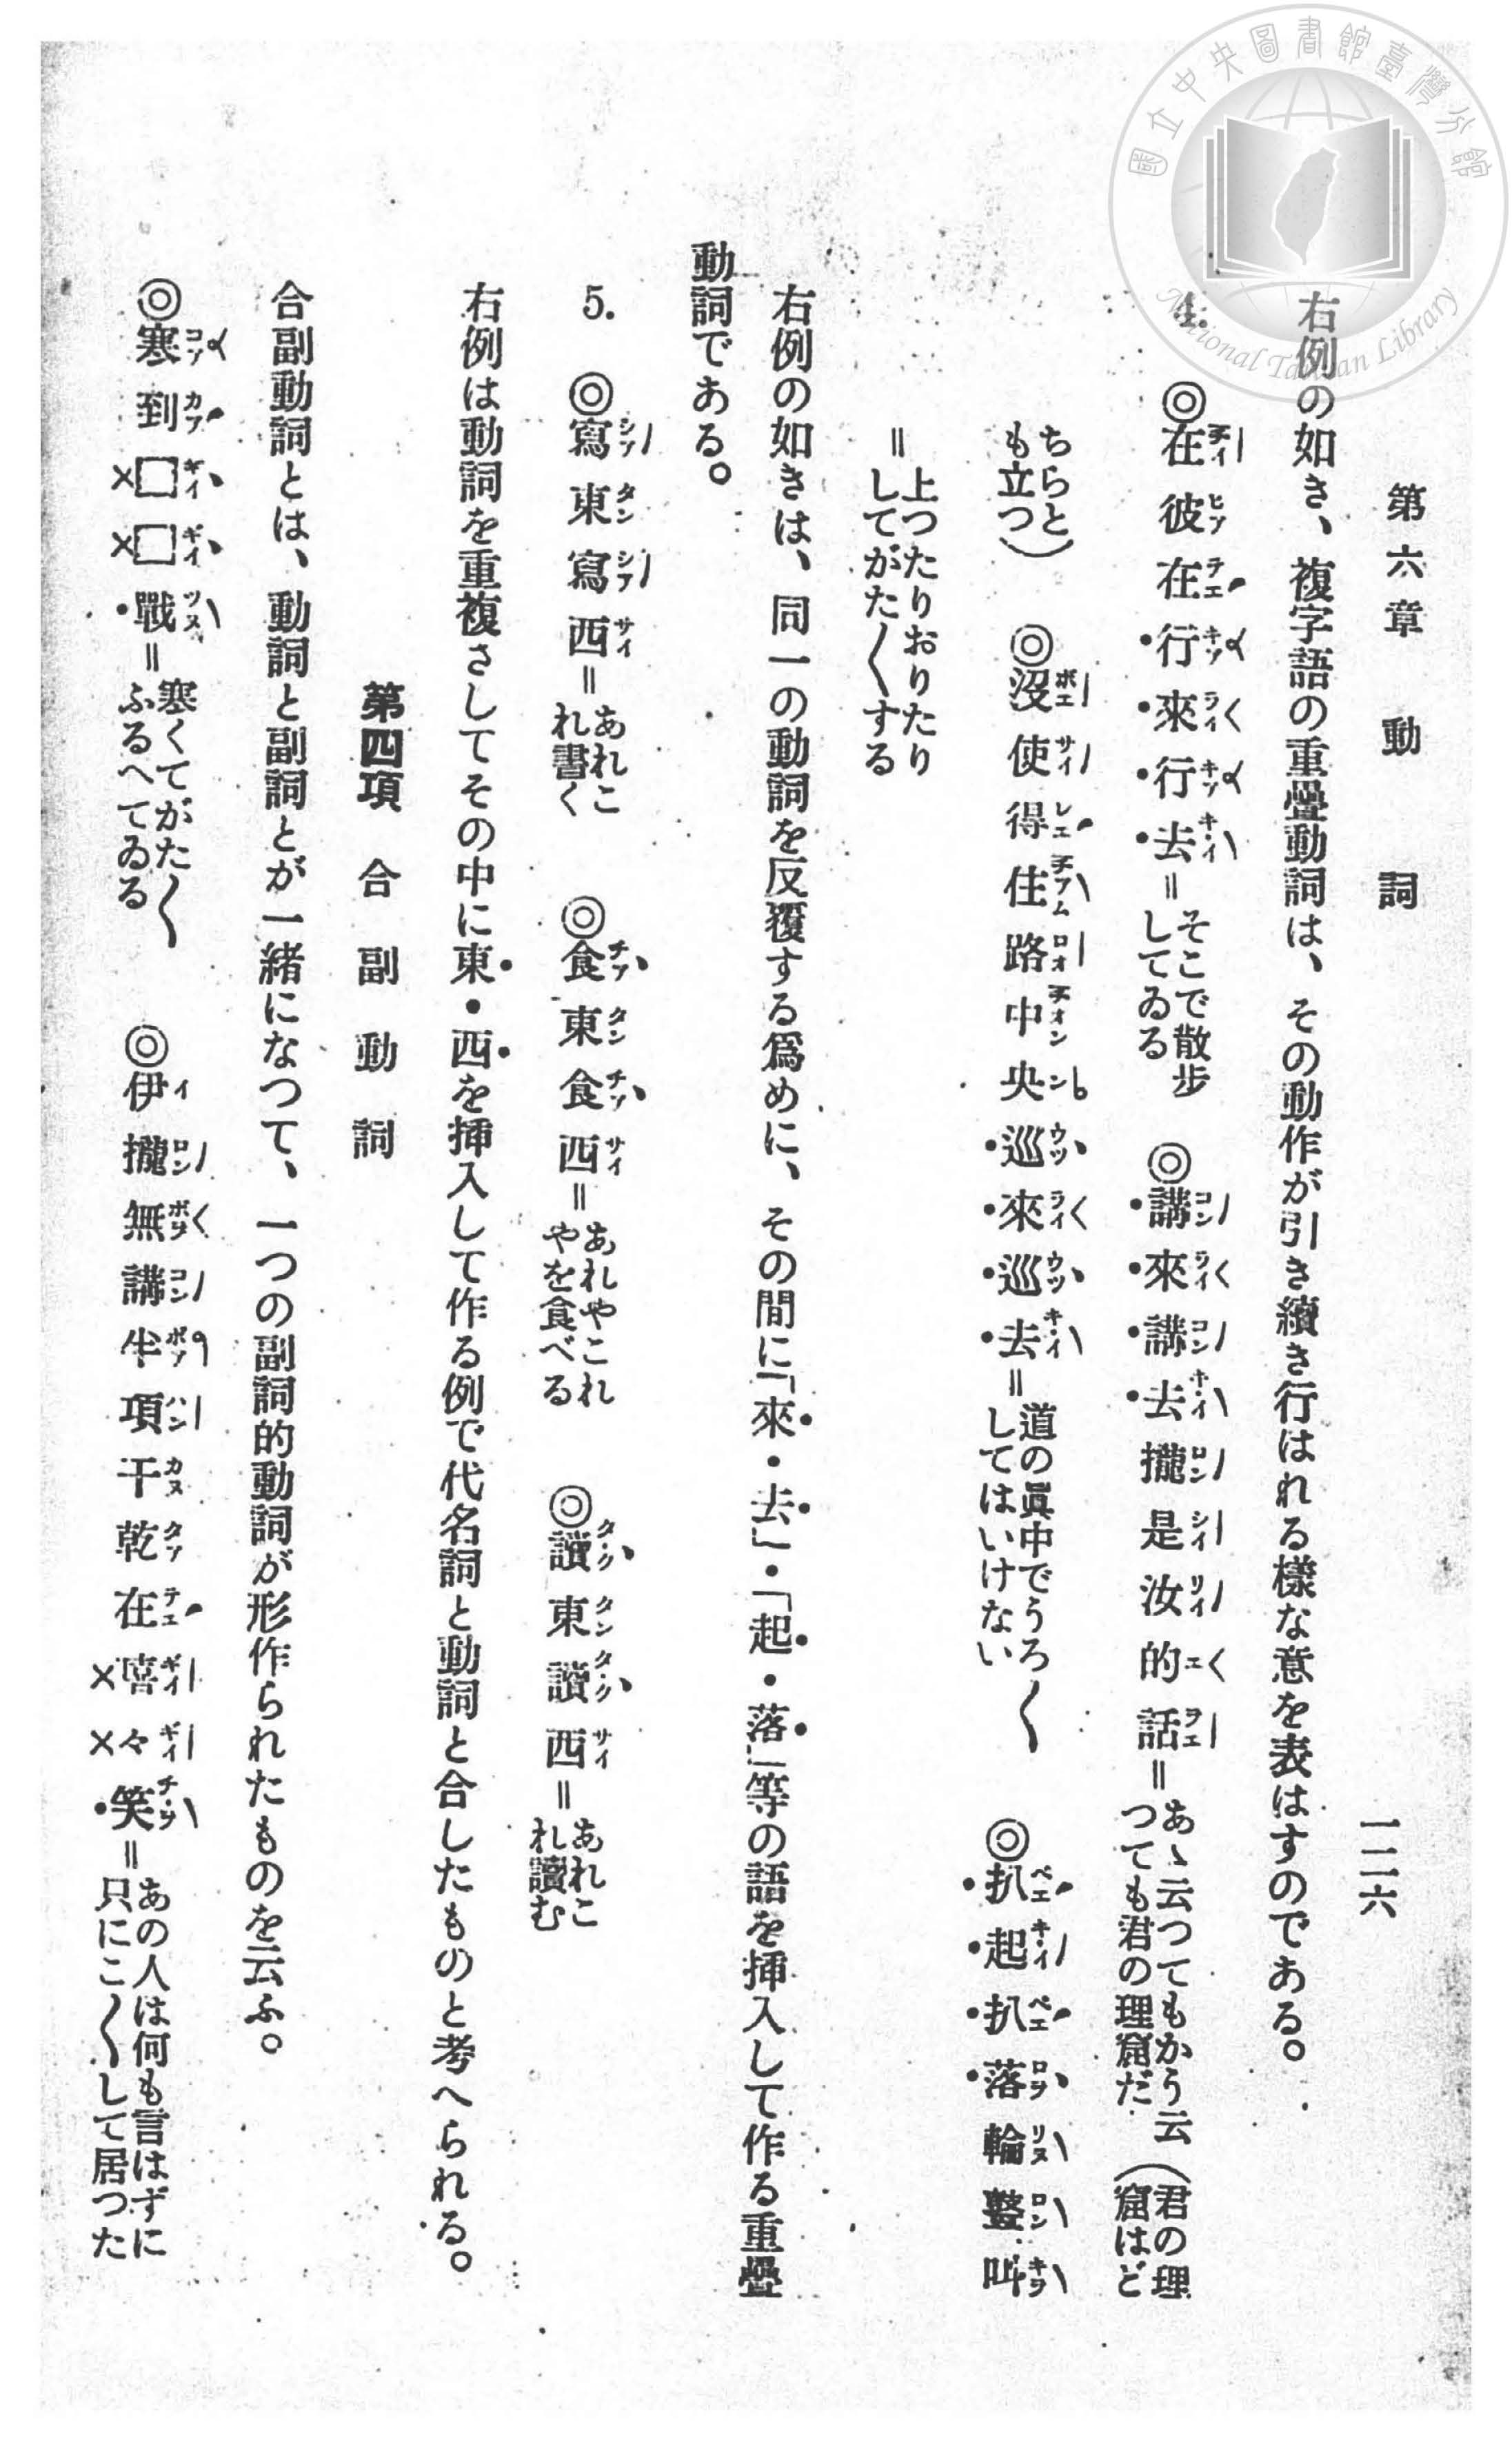 國立中央圖書館臺灣分館
National Taiwan Library
第六章　動　詞
一二六
右例の如き、複字語の重疊動詞は、その動作が引き續き行はれる樣な意を表はすのである。
4. ◎在彼在行來行去＝そこで散步してゐる　◎講來講去攏是汝的話＝あゝ云つてもかう云つても君の理窟だ（君の理窟はど
ちらとも立つ）　◎沒使得住路中央巡來巡去＝道の眞中でうろ〱してはいけない　◎扒起扒落輪䡁叫
＝上つたりおりたりしてがた〱する
右例の如きは、同一の動詞を反覆する爲めに、その間に「來・去」・「起・落」等の語を挿入して作る重疊
動詞である。
5. ◎寫東寫西＝あれこれ書く　◎食東食西＝あれやこれやを食べる　◎讀東讀西＝あれこれ讀む
右例は動詞を重複さしてその中に東・西を挿入して作る例で代名詞と動詞と合したものと考へられる。
第四項　合副動詞
合副動詞とは、動詞と副詞とが一緒になつて、一つの副詞的動詞が形作られたものを云ふ。
◎寒到×□×□戰＝寒くてがた〱ふるへてゐる　◎伊攏無講半項干乾在×嘻×々笑＝あの人は何も言はずに只にこ〱して居つた